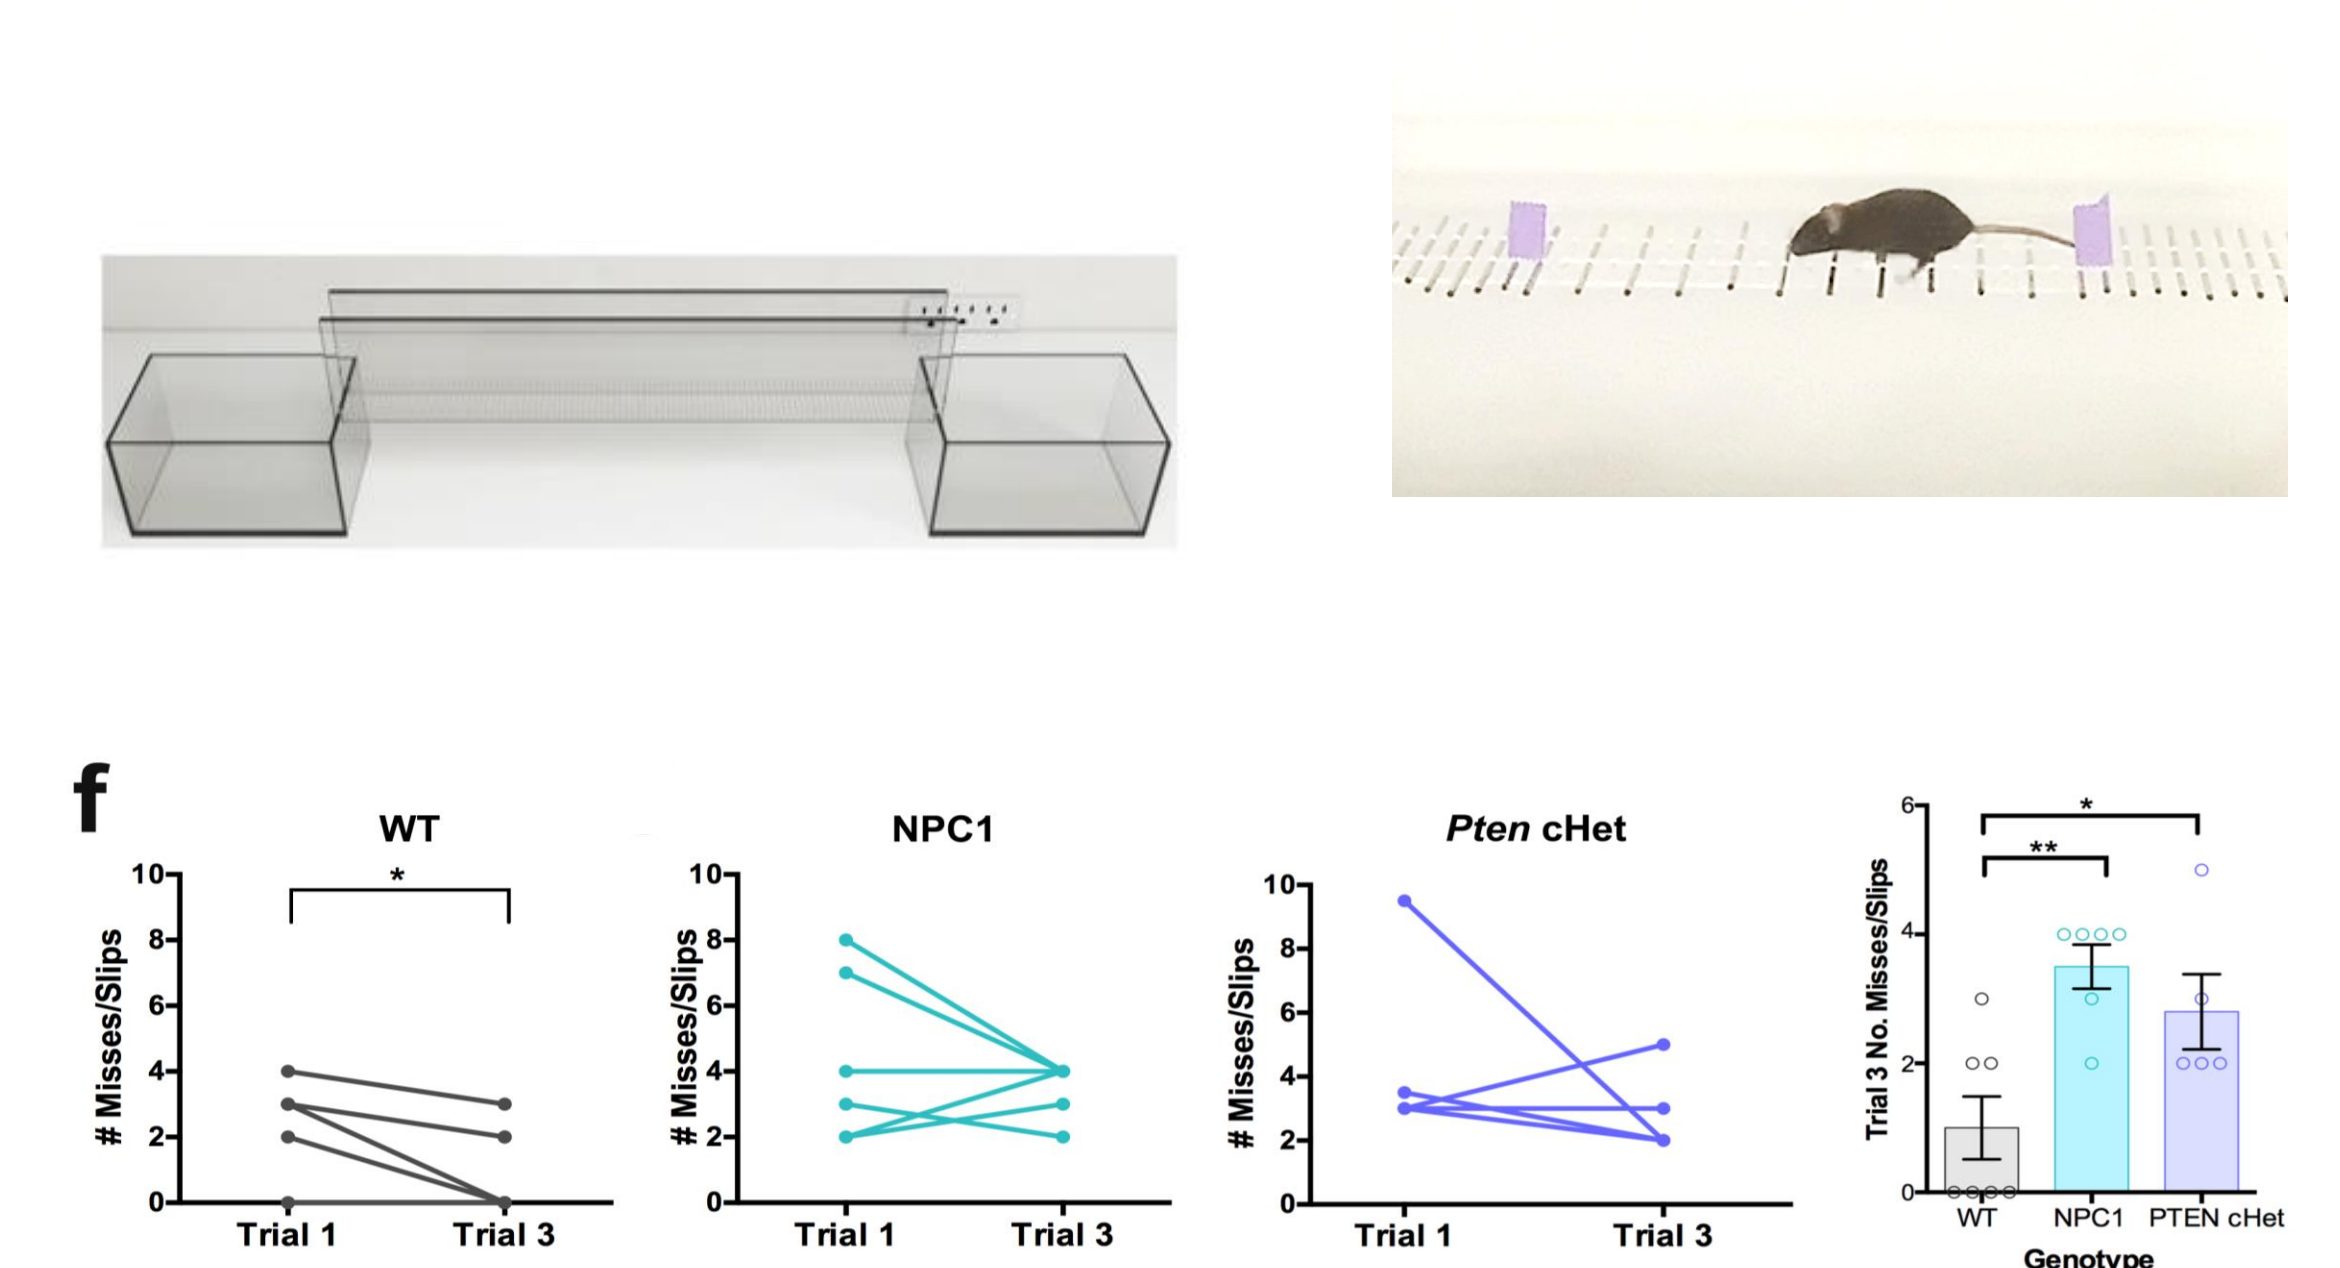 f
WT
*
10
8
6
4
2
0
# Misses/Slips
Trial 1
Trial 3
NPC1
10
8
6
4
2
0
# Misses/Slips
Trial 1
Trial 3
Pten cHet
10
8
6
4
2
0
# Misses/Slips
Trial 1
Trial 3
*
**
6
4
2
0
Trial 3 No. Misses/Slips
WT
NPC1
PTEN cHet
Genotype